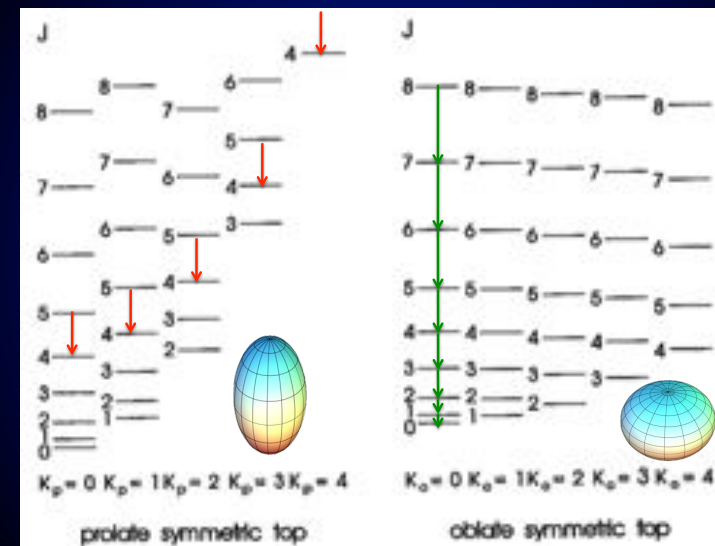 J
4
6
8
8 7
5
7
6
7 4
6
6 3
5
5 5
4
4 4
3
3 3
2
2 2
1 1
0
Kp = 0 Kp = 1 Kp = 2 Kp = 3 Kp = 4
prolate symmetric top
J
8 8 8 8 8
7 7 7 7 7
6 6 6 6 6
5 5 5 5 5
4 4 4 4 4
3 3 3 3
2 2 2
1 1
0
Ko = 0 Ko = 1 Ko = 2 Ko = 3 Ko = 4
oblate symmetric top